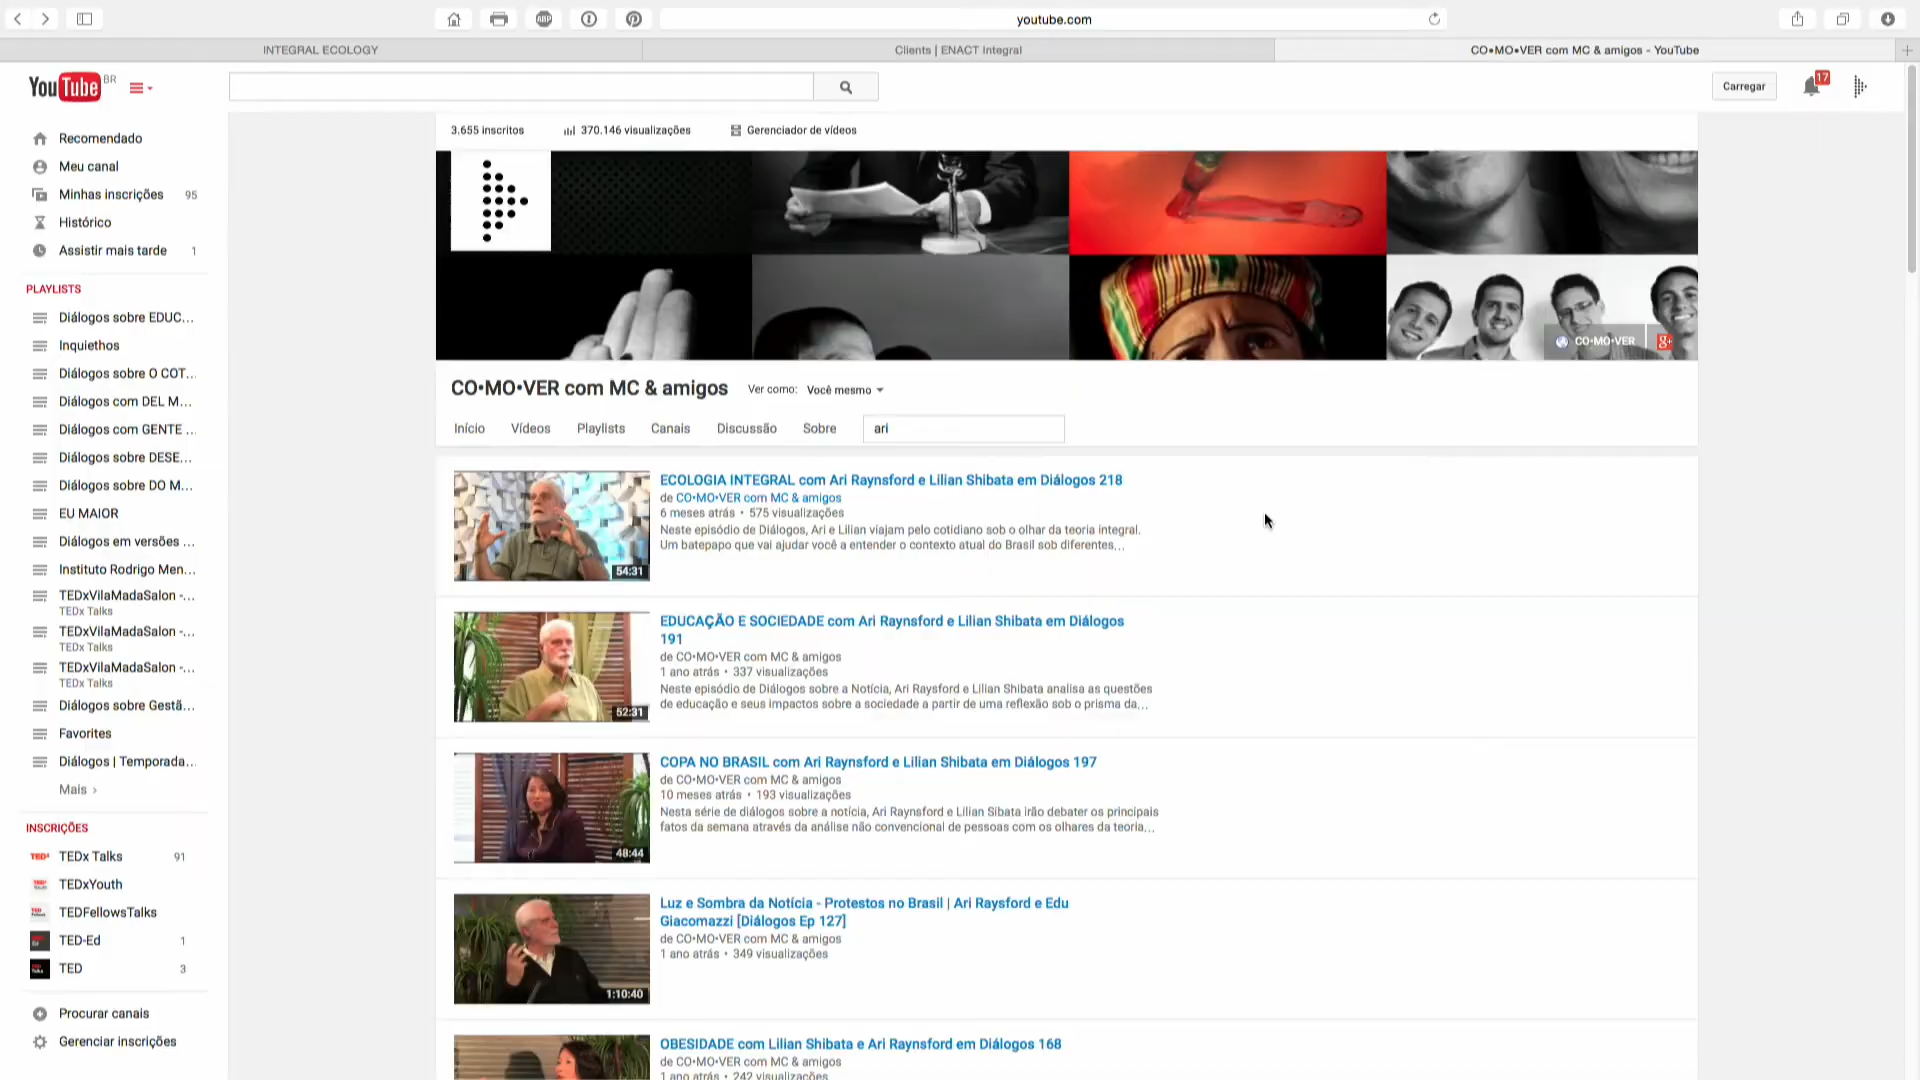 youtube.com
INTEGRAL ECOLOGY
Clients | ENACT Integral
CO•MO•VER com MC & amigos - YouTube
YouTube BR
Carregar
17
3.655 inscritos
370.146 visualizações
Gerenciador de vídeos
Recomendado
Meu canal
Minhas inscrições 95
Histórico
Assistir mais tarde 1
PLAYLISTS
Diálogos sobre EDUC...
Inquiethos
Diálogos sobre O COT...
Diálogos com DEL M...
Diálogos com GENTE ...
Diálogos sobre DESE...
Diálogos sobre DO M...
EU MAIOR
Diálogos em versões ...
Instituto Rodrigo Men...
TEDxVilaMadaSalon -...
TEDx Talks
TEDxVilaMadaSalon -...
TEDx Talks
TEDxVilaMadaSalon -...
TEDx Talks
Diálogos sobre Gestã...
Favorites
Diálogos | Temporada...
Mais ›
INSCRIÇÕES
TEDx Talks 91
TEDxYouth
TEDFellowsTalks
TED-Ed 1
TED 3
Procurar canais
Gerenciar inscrições
CO•MO•VER
g+
CO•MO•VER com MC & amigos
Ver como: Você mesmo
Início Vídeos Playlists Canais Discussão Sobre
ari
54:31
ECOLOGIA INTEGRAL com Ari Raynsford e Lilian Shibata em Diálogos 218
de CO•MO•VER com MC & amigos
6 meses atrás • 575 visualizações
Neste episódio de Diálogos, Ari e Lilian viajam pelo cotidiano sob o olhar da teoria integral.
Um batepapo que vai ajudar você a entender o contexto atual do Brasil sob diferentes...
52:31
EDUCAÇÃO E SOCIEDADE com Ari Raynsford e Lilian Shibata em Diálogos
191
de CO•MO•VER com MC & amigos
1 ano atrás • 337 visualizações
Neste episódio de Diálogos sobre a Notícia, Ari Raysford e Lilian Shibata analisa as questões
de educação e seus impactos sobre a sociedade a partir de uma reflexão sob o prisma da...
48:44
COPA NO BRASIL com Ari Raynsford e Lilian Shibata em Diálogos 197
de CO•MO•VER com MC & amigos
10 meses atrás • 193 visualizações
Nesta série de diálogos sobre a notícia, Ari Raynsford e Lilian Sibata irão debater os principais
fatos da semana através da análise não convencional de pessoas com os olhares da teoria...
1:10:40
Luz e Sombra da Notícia - Protestos no Brasil | Ari Raysford e Edu
Giacomazzi [Diálogos Ep 127]
de CO•MO•VER com MC & amigos
1 ano atrás • 349 visualizações
OBESIDADE com Lilian Shibata e Ari Raynsford em Diálogos 168
de CO•MO•VER com MC & amigos
1 ano atrás • 242 visualizações